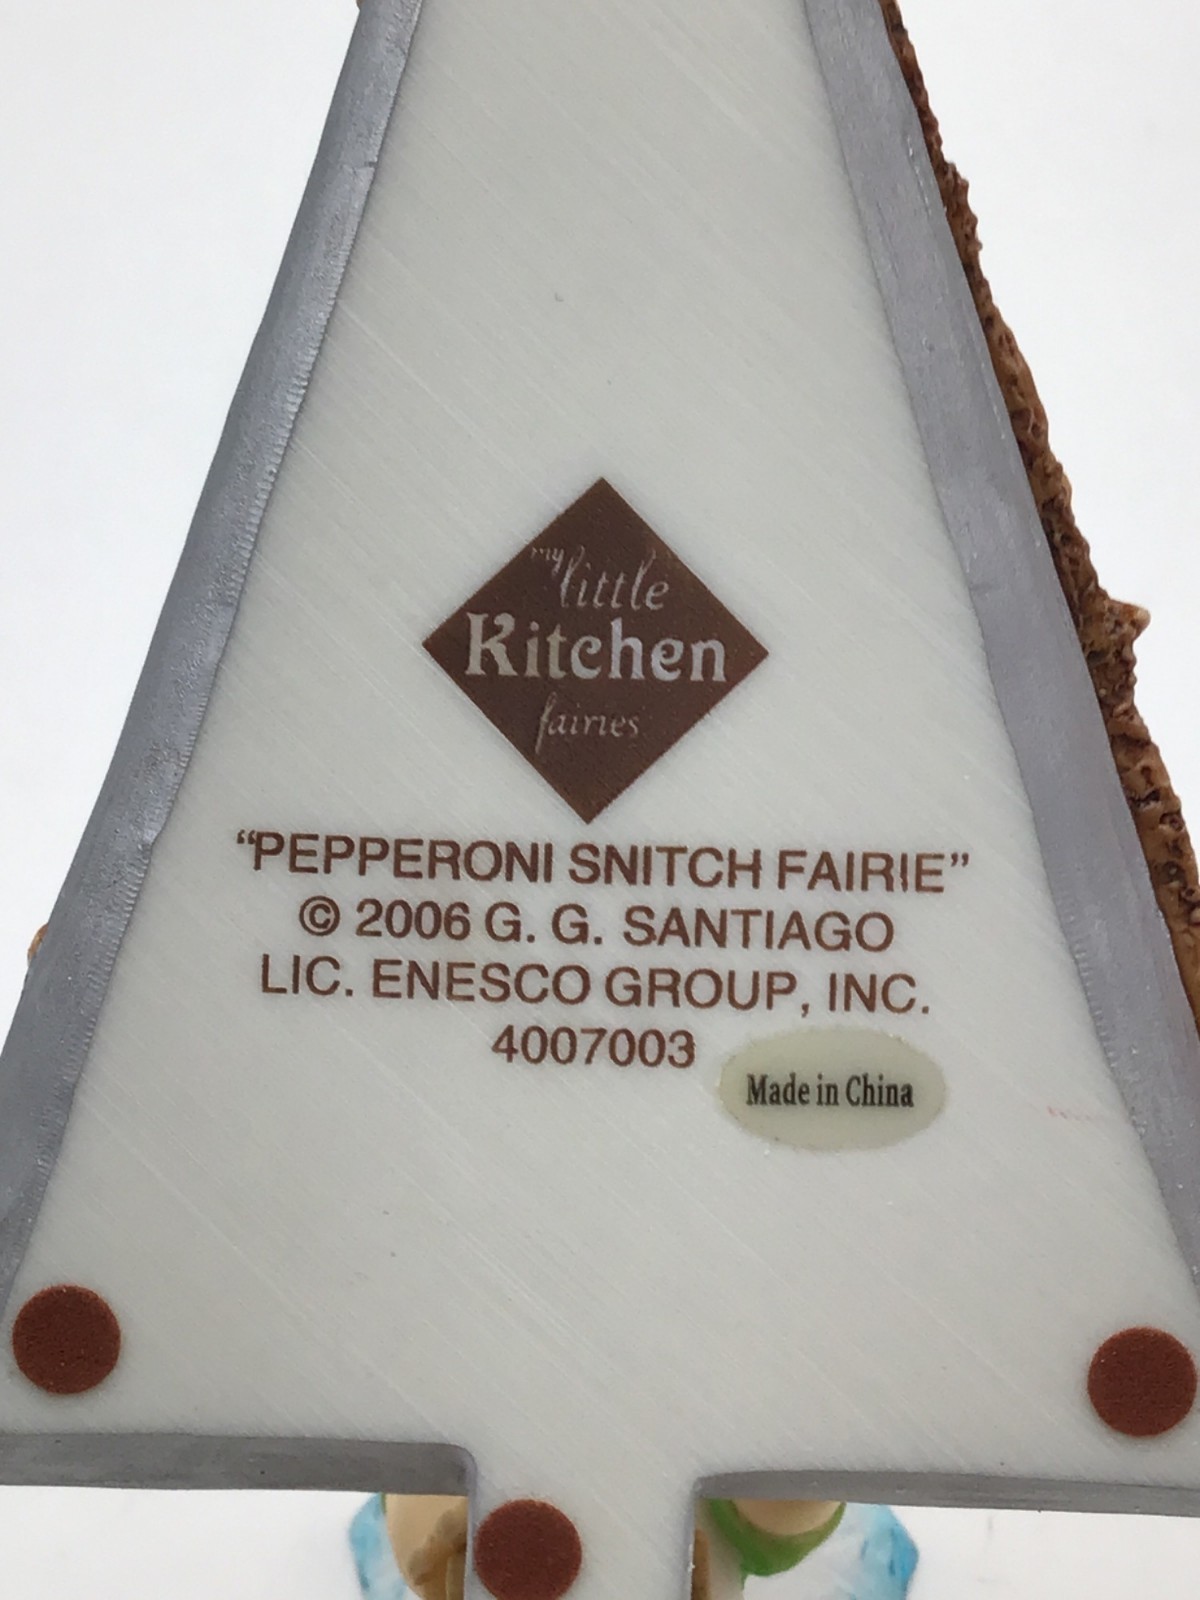 my
little
Kitchen
fairies
“PEPPERONI SNITCH FAIRIE”
© 2006 G. G. SANTIAGO
LIC. ENESCO GROUP, INC.
4007003
Made in China